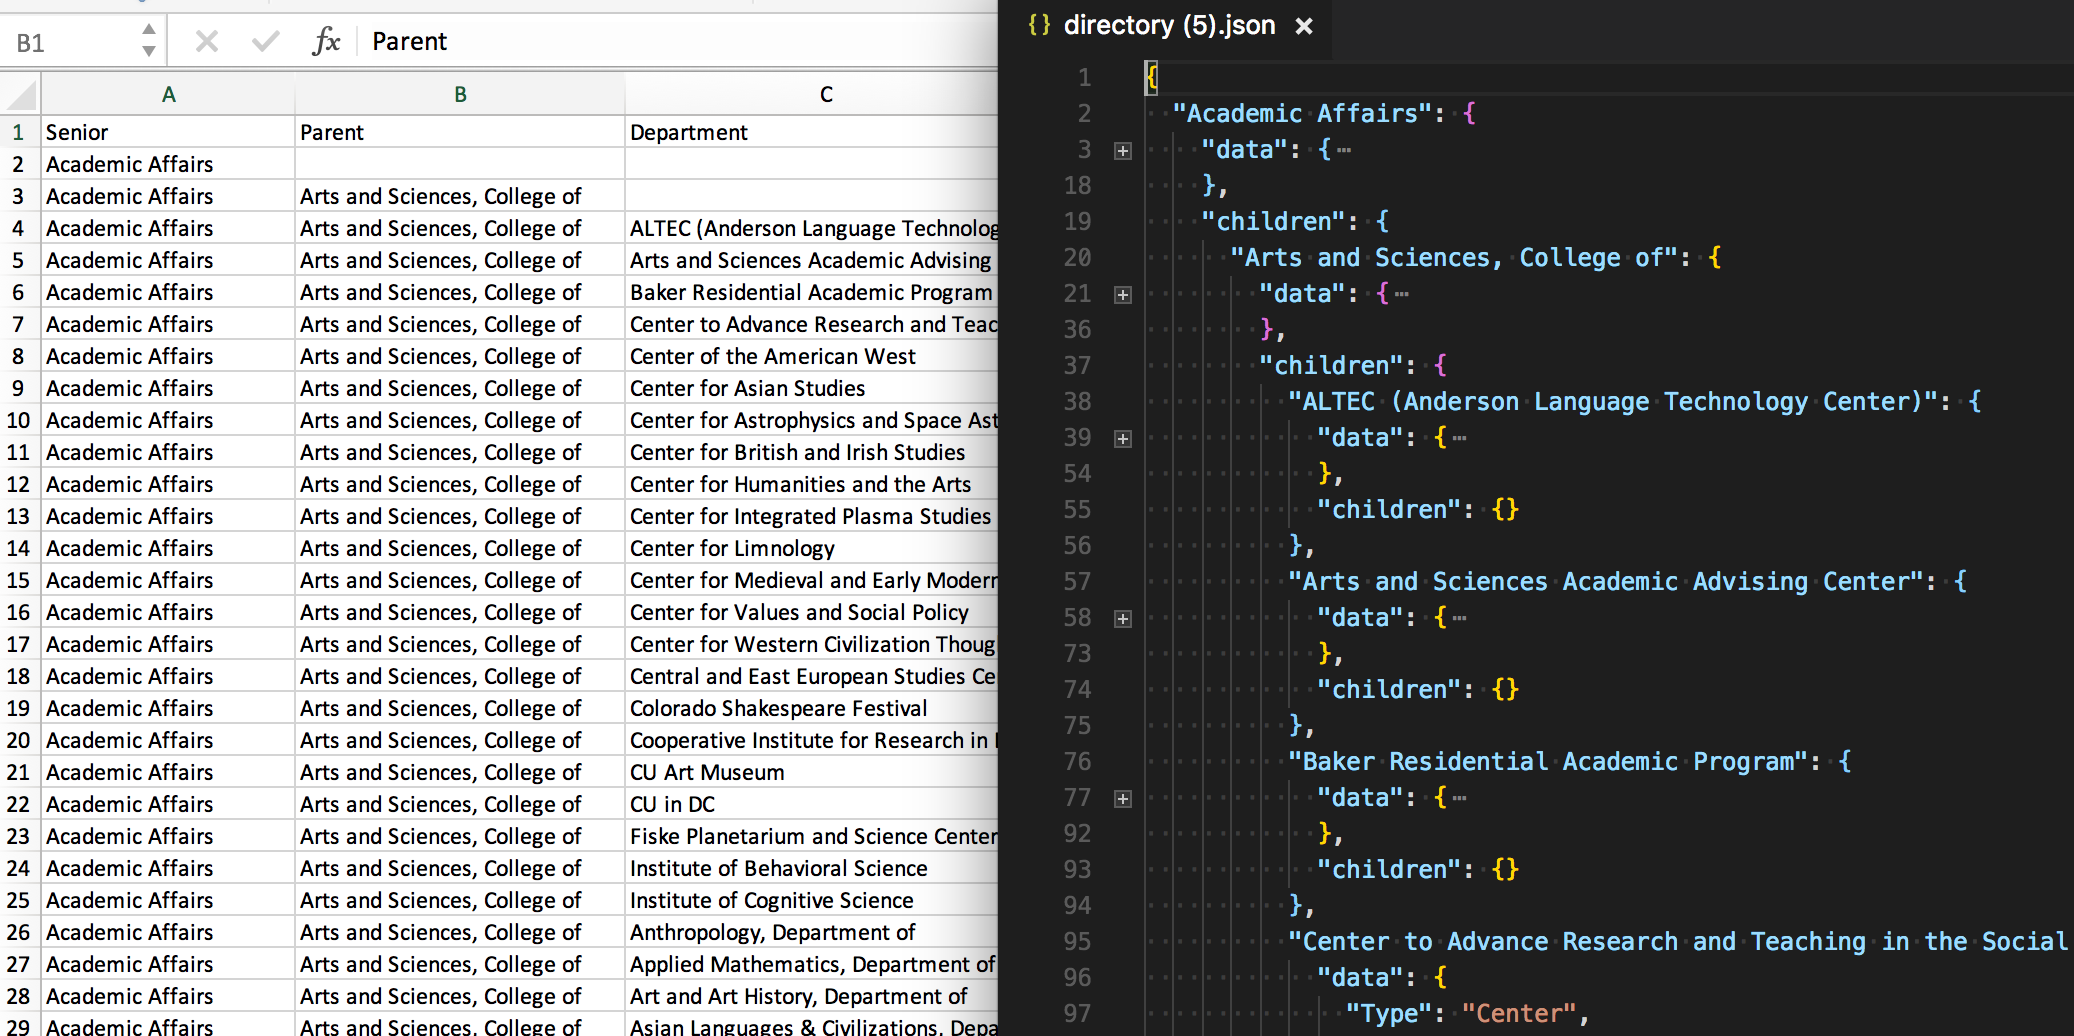 B1 fx Parent
A B C
1 Senior Parent Department
2 Academic Affairs
3 Academic Affairs Arts and Sciences, College of
4 Academic Affairs Arts and Sciences, College of ALTEC (Anderson Language Technolog
5 Academic Affairs Arts and Sciences, College of Arts and Sciences Academic Advising
6 Academic Affairs Arts and Sciences, College of Baker Residential Academic Program
7 Academic Affairs Arts and Sciences, College of Center to Advance Research and Teac
8 Academic Affairs Arts and Sciences, College of Center of the American West
9 Academic Affairs Arts and Sciences, College of Center for Asian Studies
10 Academic Affairs Arts and Sciences, College of Center for Astrophysics and Space Ast
11 Academic Affairs Arts and Sciences, College of Center for British and Irish Studies
12 Academic Affairs Arts and Sciences, College of Center for Humanities and the Arts
13 Academic Affairs Arts and Sciences, College of Center for Integrated Plasma Studies
14 Academic Affairs Arts and Sciences, College of Center for Limnology
15 Academic Affairs Arts and Sciences, College of Center for Medieval and Early Modern
16 Academic Affairs Arts and Sciences, College of Center for Values and Social Policy
17 Academic Affairs Arts and Sciences, College of Center for Western Civilization Thoug
18 Academic Affairs Arts and Sciences, College of Central and East European Studies Ce
19 Academic Affairs Arts and Sciences, College of Colorado Shakespeare Festival
20 Academic Affairs Arts and Sciences, College of Cooperative Institute for Research in
21 Academic Affairs Arts and Sciences, College of CU Art Museum
22 Academic Affairs Arts and Sciences, College of CU in DC
23 Academic Affairs Arts and Sciences, College of Fiske Planetarium and Science Center
24 Academic Affairs Arts and Sciences, College of Institute of Behavioral Science
25 Academic Affairs Arts and Sciences, College of Institute of Cognitive Science
26 Academic Affairs Arts and Sciences, College of Anthropology, Department of
27 Academic Affairs Arts and Sciences, College of Applied Mathematics, Department of
28 Academic Affairs Arts and Sciences, College of Art and Art History, Department of
29 Academic Affairs Arts and Sciences, College of Asian Languages & Civilizations, Depa
{} directory (5).json ×
1 {
2 "Academic Affairs": {
3 "data": {
18 },
19 "children": {
20 "Arts and Sciences, College of": {
21 "data": {
36 },
37 "children": {
38 "ALTEC (Anderson Language Technology Center)": {
39 "data": {
54 },
55 "children": {}
56 },
57 "Arts and Sciences Academic Advising Center": {
58 "data": {
73 },
74 "children": {}
75 },
76 "Baker Residential Academic Program": {
77 "data": {
92 },
93 "children": {}
94 },
95 "Center to Advance Research and Teaching in the Social
96 "data": {
97 "Type": "Center",